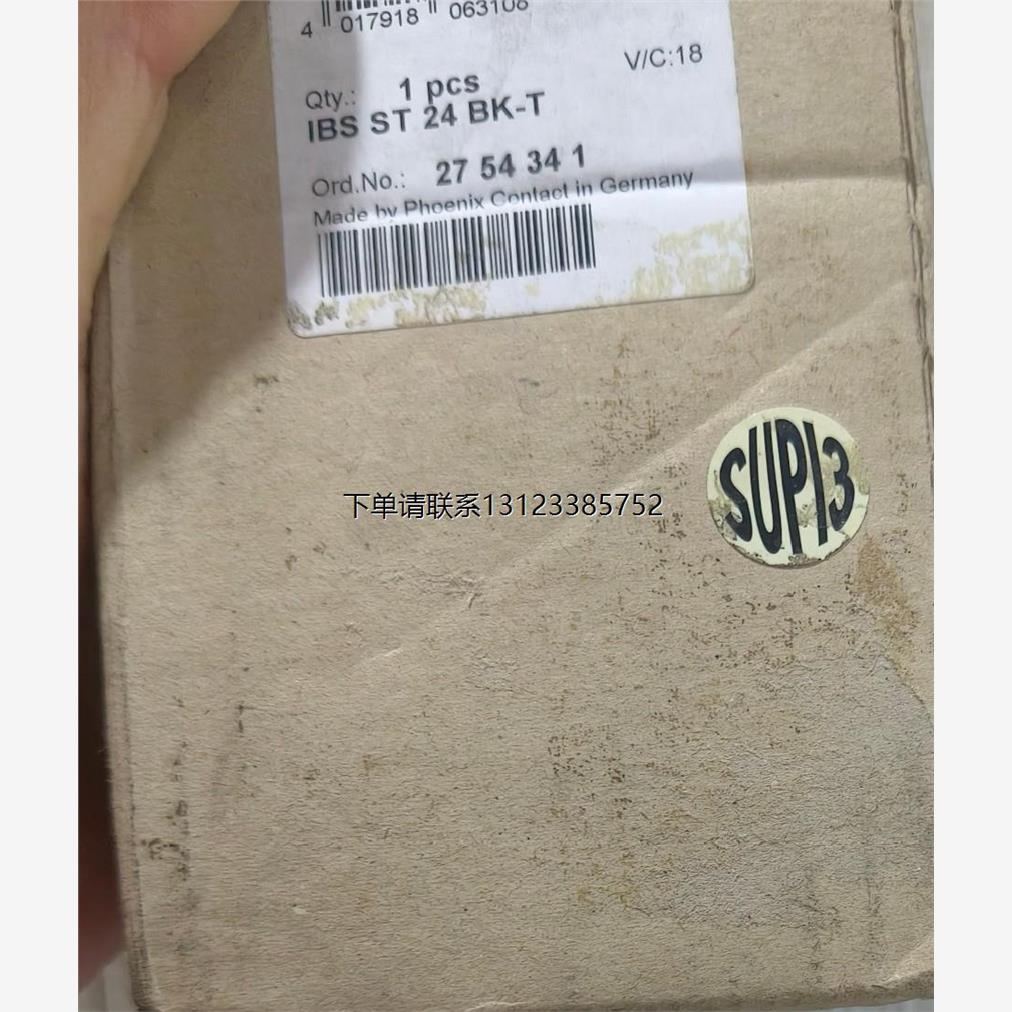 4 017918 063108
V/C:18
Qty.: 1 pcs
IBS ST 24 BK-T
Ord.No.: 27 54 34 1
Made by Phoenix Contact in Germany
SUPI3
下单请联系13123385752